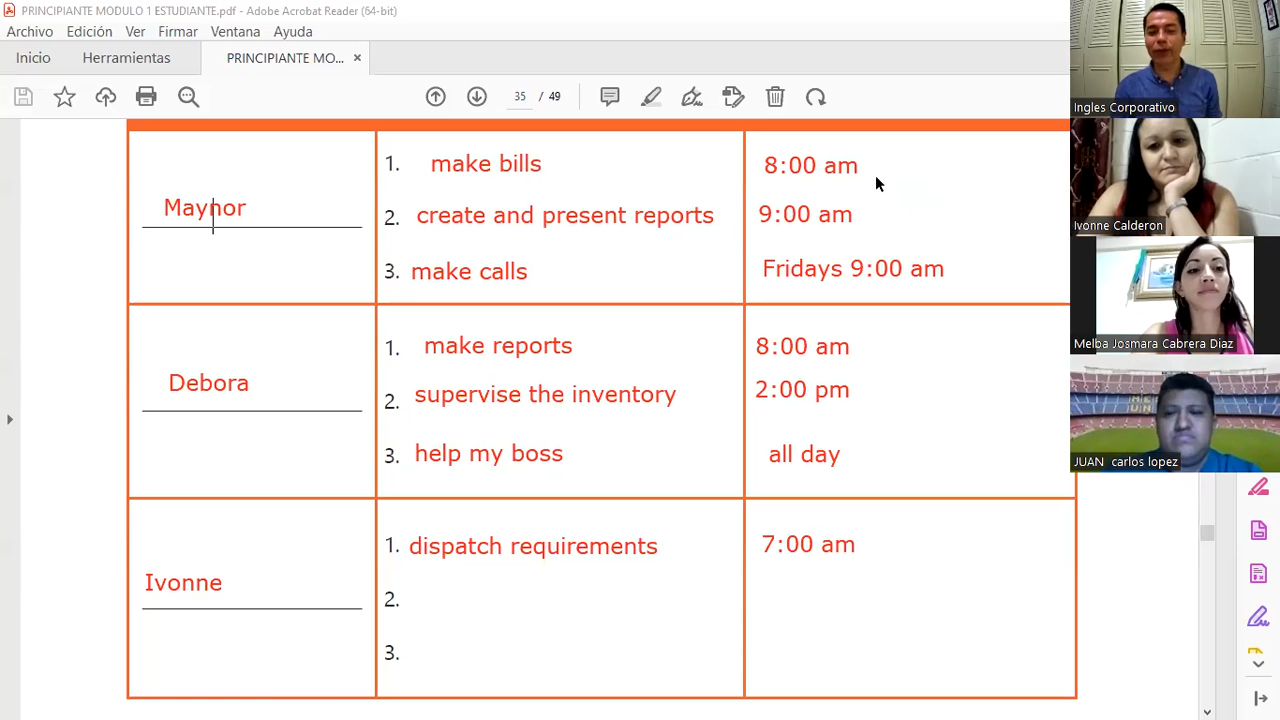 PRINCIPIANTE MODULO 1 ESTUDIANTE.pdf - Adobe Acrobat Reader (64-bit)
Archivo Edición Ver Firmar Ventana Ayuda
Inicio Herramientas PRINCIPIANTE MO... ×
35 / 49
Maynor
1. make bills 8:00 am
2. create and present reports 9:00 am
3. make calls Fridays 9:00 am
Debora
1. make reports 8:00 am
2. supervise the inventory 2:00 pm
3. help my boss all day
Ivonne
1. dispatch requirements 7:00 am
2.
3.
Ingles Corporativo
Ivonne Calderon
Melba Josmara Cabrera Diaz
JUAN carlos lopez